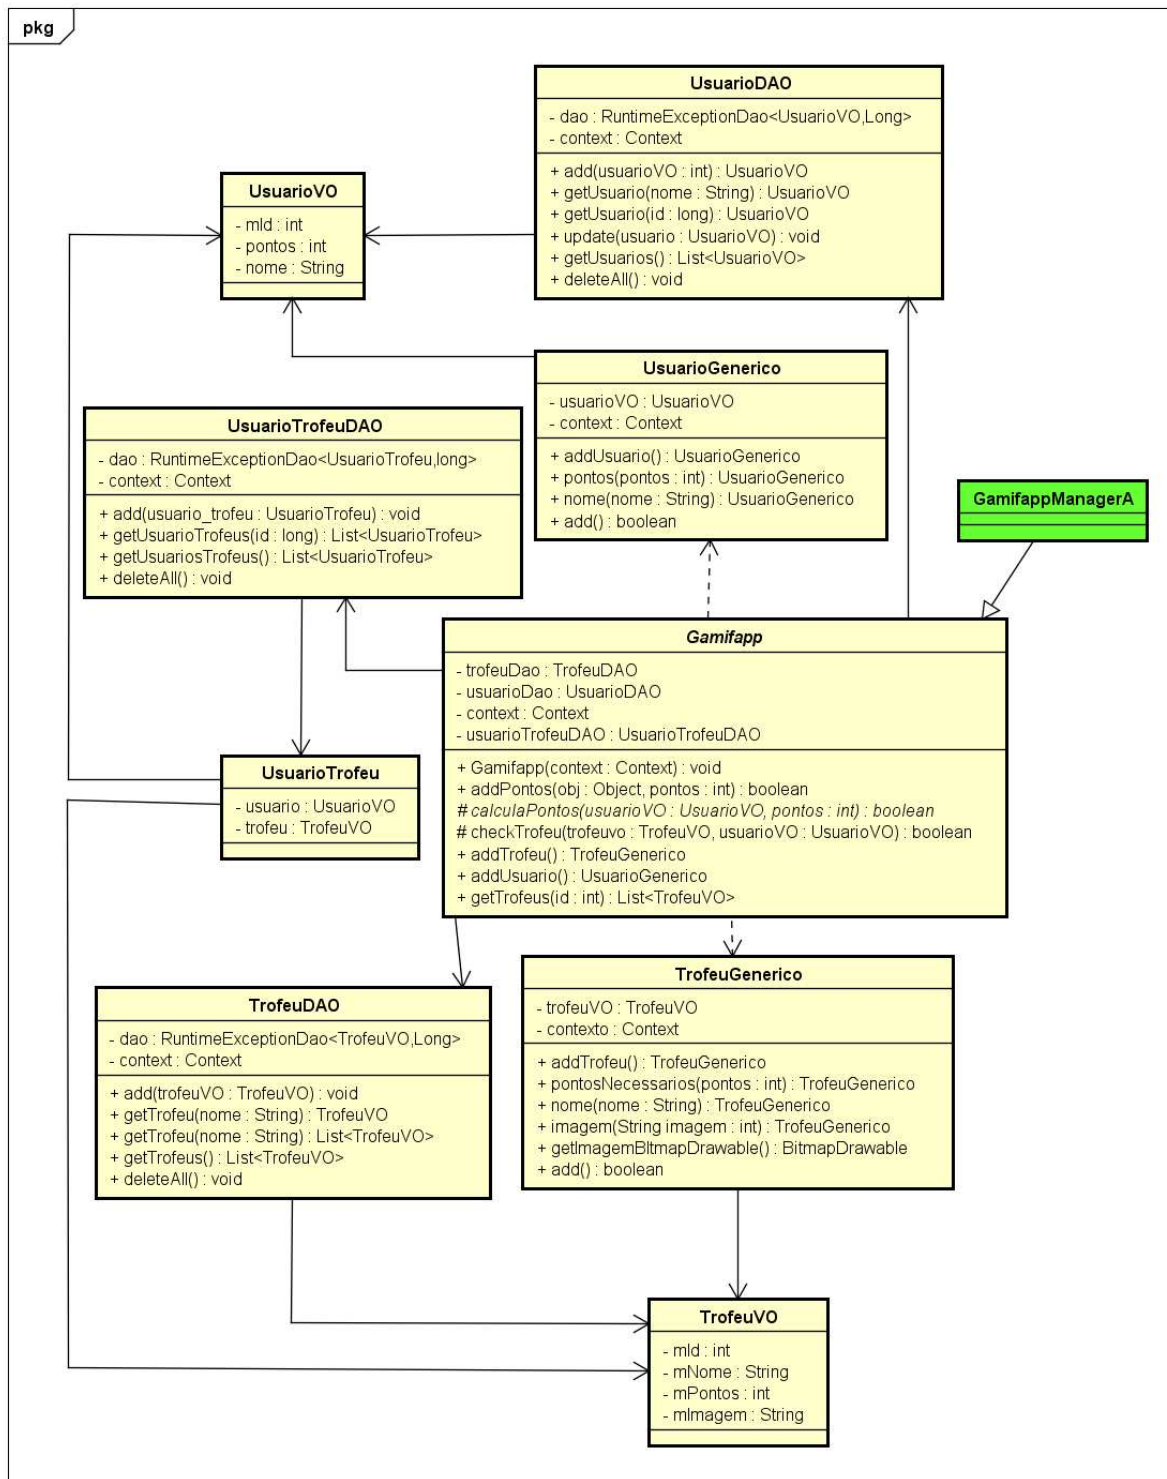 pkg
UsuarioDAO
- dao : RuntimeExceptionDao<UsuarioVO,Long>
- context : Context
+ add(usuarioVO : int) : UsuarioVO
+ getUsuario(nome : String) : UsuarioVO
+ getUsuario(id : long) : UsuarioVO
+ update(usuario : UsuarioVO) : void
+ getUsuarios() : List<UsuarioVO>
+ deleteAll() : void
UsuarioVO
- mId : int
- pontos : int
- nome : String
UsuarioGenerico
- usuarioVO : UsuarioVO
- context : Context
+ addUsuario() : UsuarioGenerico
+ pontos(pontos : int) : UsuarioGenerico
+ nome(nome : String) : UsuarioGenerico
+ add() : boolean
UsuarioTrofeuDAO
- dao : RuntimeExceptionDao<UsuarioTrofeu,long>
- context : Context
+ add(usuario_trofeu : UsuarioTrofeu) : void
+ getUsuarioTrofeus(id : long) : List<UsuarioTrofeu>
+ getUsuariosTrofeus() : List<UsuarioTrofeu>
+ deleteAll() : void
GamifappManagerA
Gamifapp
- trofeuDao : TrofeuDAO
- usuarioDao : UsuarioDAO
- context : Context
- usuarioTrofeuDAO : UsuarioTrofeuDAO
+ Gamifapp(context : Context) : void
+ addPontos(obj : Object, pontos : int) : boolean
# calculaPontos(usuarioVO : UsuarioVO, pontos : int) : boolean
# checkTrofeu(trofeuvo : TrofeuVO, usuarioVO : UsuarioVO) : boolean
+ addTrofeu() : TrofeuGenerico
+ addUsuario() : UsuarioGenerico
+ getTrofeus(id : int) : List<TrofeuVO>
UsuarioTrofeu
- usuario : UsuarioVO
- trofeu : TrofeuVO
TrofeuDAO
- dao : RuntimeExceptionDao<TrofeuVO,Long>
- context : Context
+ add(trofeuVO : TrofeuVO) : void
+ getTrofeu(nome : String) : TrofeuVO
+ getTrofeu(nome : String) : List<TrofeuVO>
+ getTrofeus() : List<TrofeuVO>
+ deleteAll() : void
TrofeuGenerico
- trofeuVO : TrofeuVO
- contexto : Context
+ addTrofeu() : TrofeuGenerico
+ pontosNecessarios(pontos : int) : TrofeuGenerico
+ nome(nome : String) : TrofeuGenerico
+ imagem(String imagem : int) : TrofeuGenerico
+ getImagemBItmapDrawable() : BitmapDrawable
+ add() : boolean
TrofeuVO
- mId : int
- mNome : String
- mPontos : int
- mImagem : String